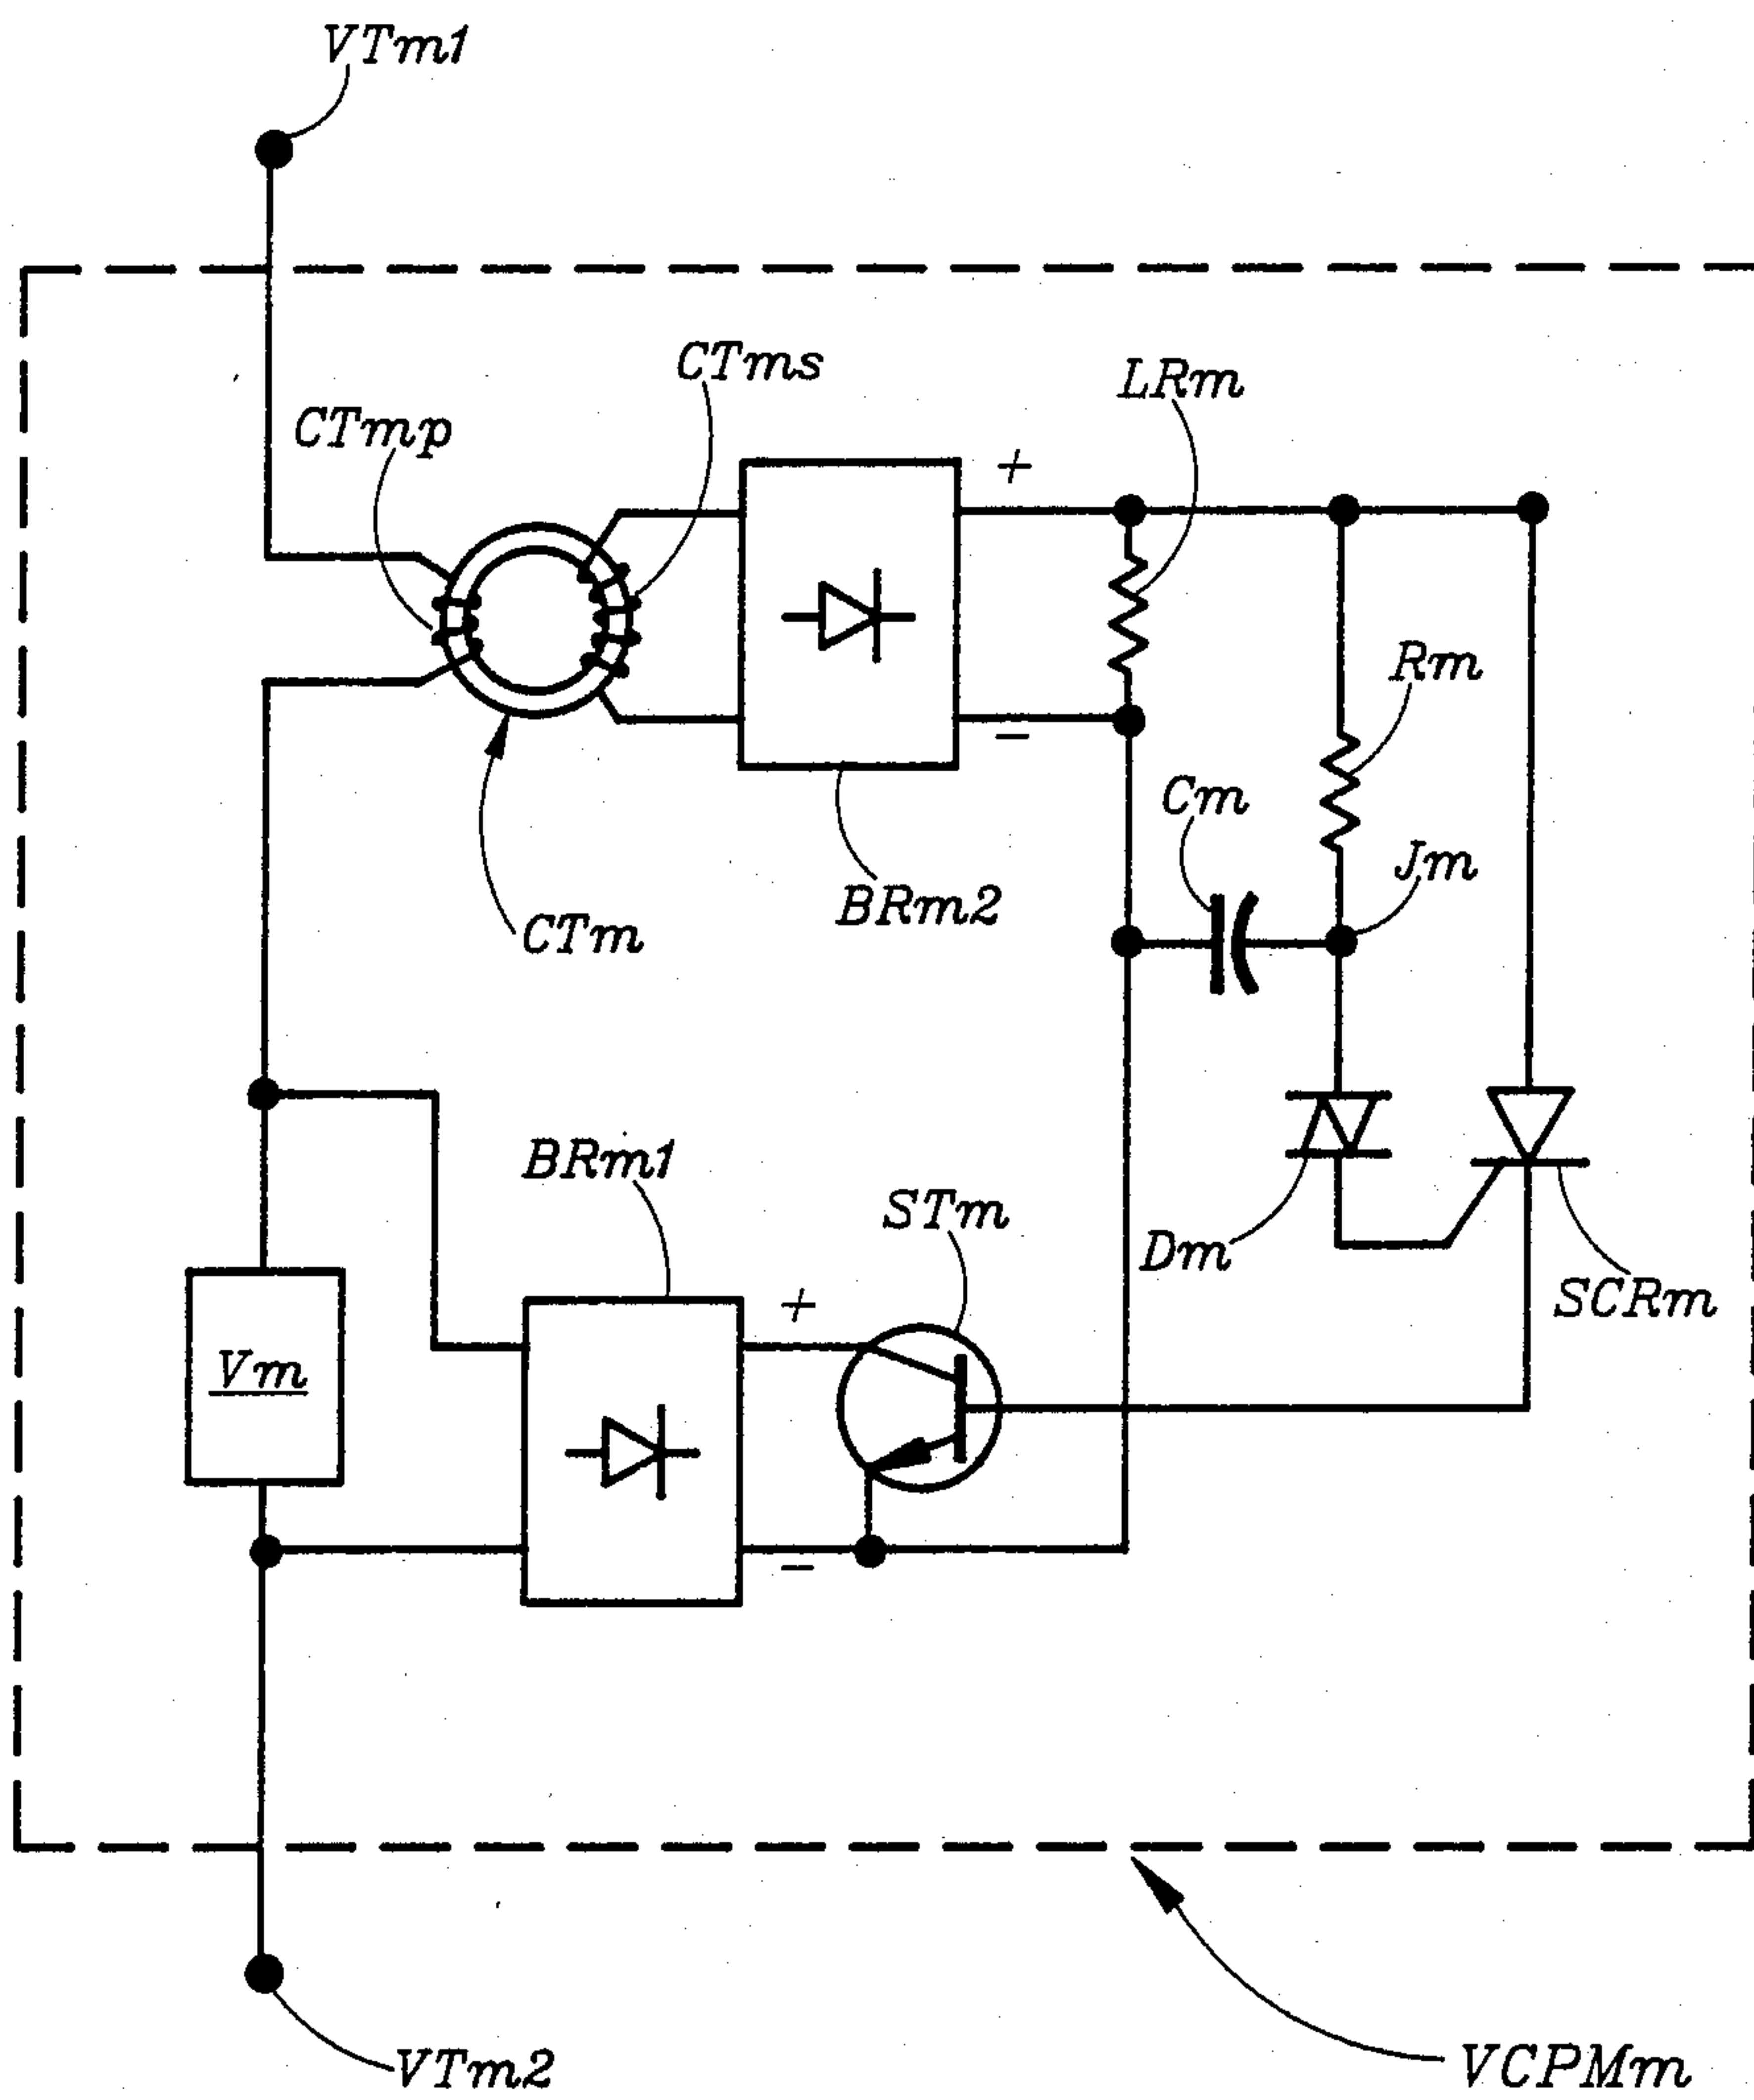 VTm1
CTms
LRm
CTmp
+
Rm
Cm
Jm
–
BRm2
CTm
BRm1
STm
Dm
+
SCRm
Vm
–
VTm2
VCPMm